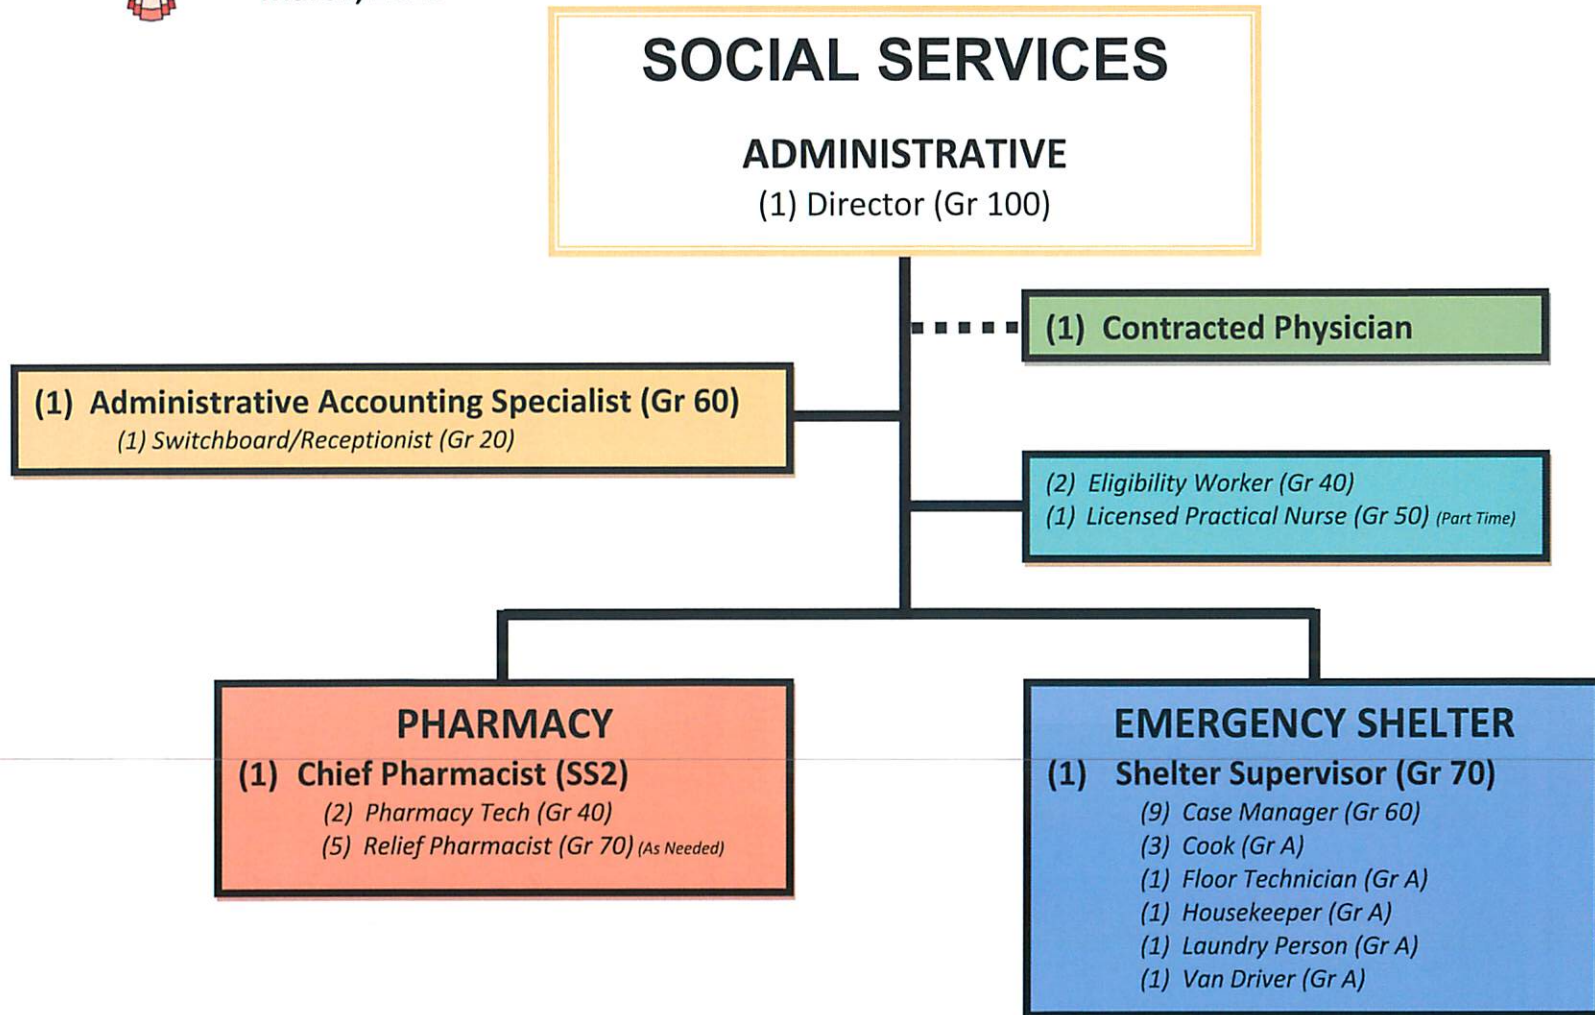 SOCIAL SERVICES
ADMINISTRATIVE
(1) Director (Gr 100)
(1) Contracted Physician
(1) Administrative Accounting Specialist (Gr 60)
(1) Switchboard/Receptionist (Gr 20)
(2) Eligibility Worker (Gr 40)
(1) Licensed Practical Nurse (Gr 50) (Part Time)
PHARMACY
(1) Chief Pharmacist (SS2)
(2) Pharmacy Tech (Gr 40)
(5) Relief Pharmacist (Gr 70) (As Needed)
EMERGENCY SHELTER
(1) Shelter Supervisor (Gr 70)
(9) Case Manager (Gr 60)
(3) Cook (Gr A)
(1) Floor Technician (Gr A)
(1) Housekeeper (Gr A)
(1) Laundry Person (Gr A)
(1) Van Driver (Gr A)